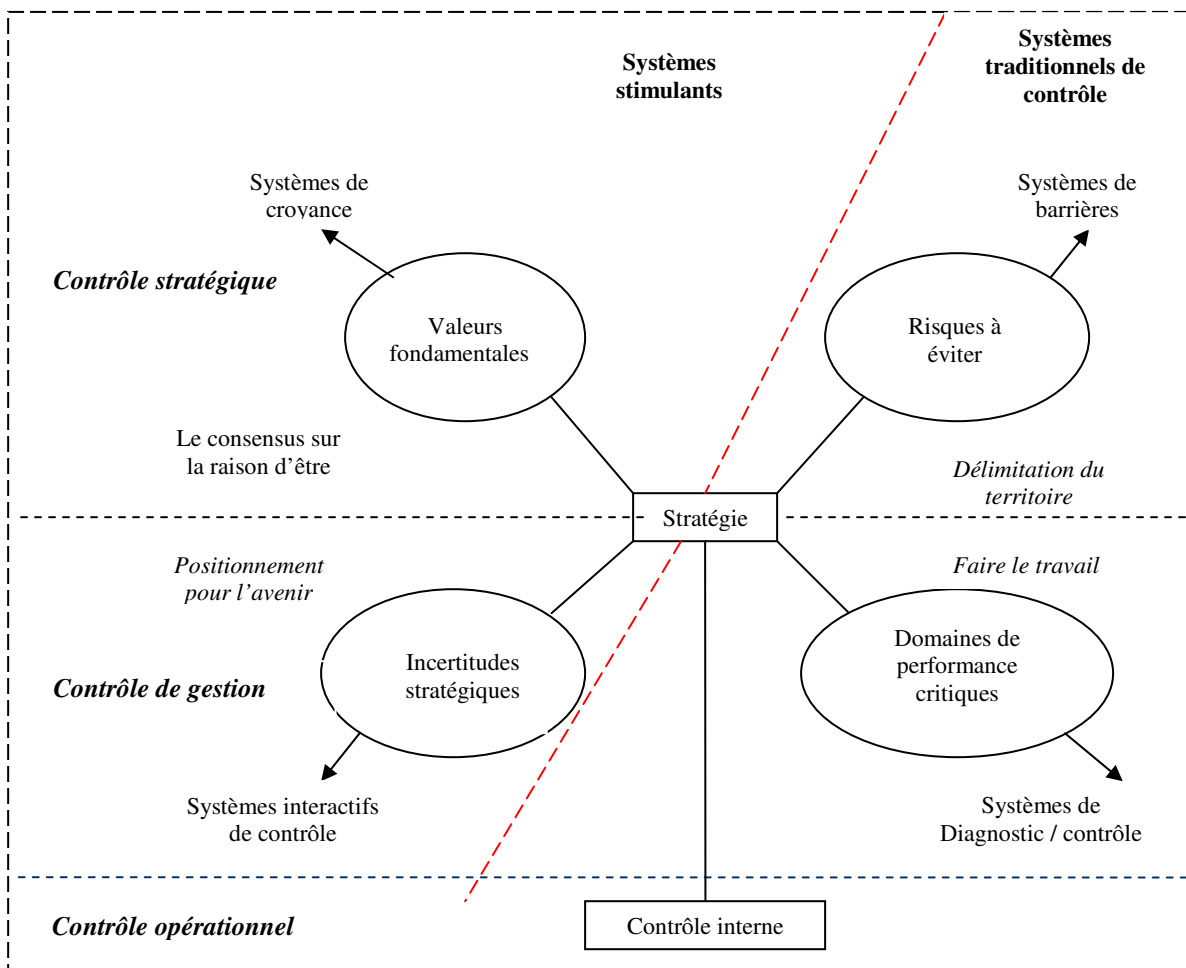 Systèmes
stimulants
Systèmes
traditionnels de
contrôle
Systèmes de
croyance
Systèmes de
barrières
Contrôle stratégique
Valeurs
fondamentales
Risques à
éviter
Le consensus sur
la raison d’être
Délimitation du
territoire
Stratégie
Positionnement
pour l’avenir
Faire le travail
Contrôle de gestion
Incertitudes
stratégiques
Domaines de
performance
critiques
Systèmes interactifs
de contrôle
Systèmes de
Diagnostic / contrôle
Contrôle opérationnel
Contrôle interne